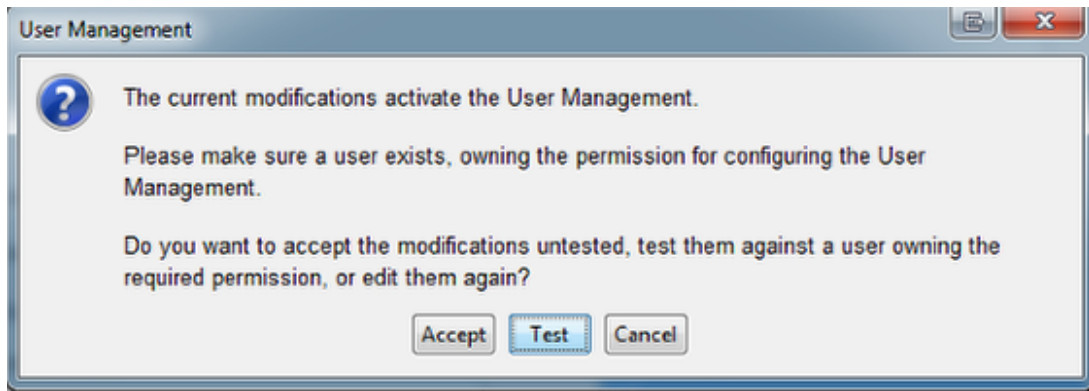 User Management
The current modifications activate the User Management.
Please make sure a user exists, owning the permission for configuring the User
Management.
Do you want to accept the modifications untested, test them against a user owning the
required permission, or edit them again?
Accept Test Cancel